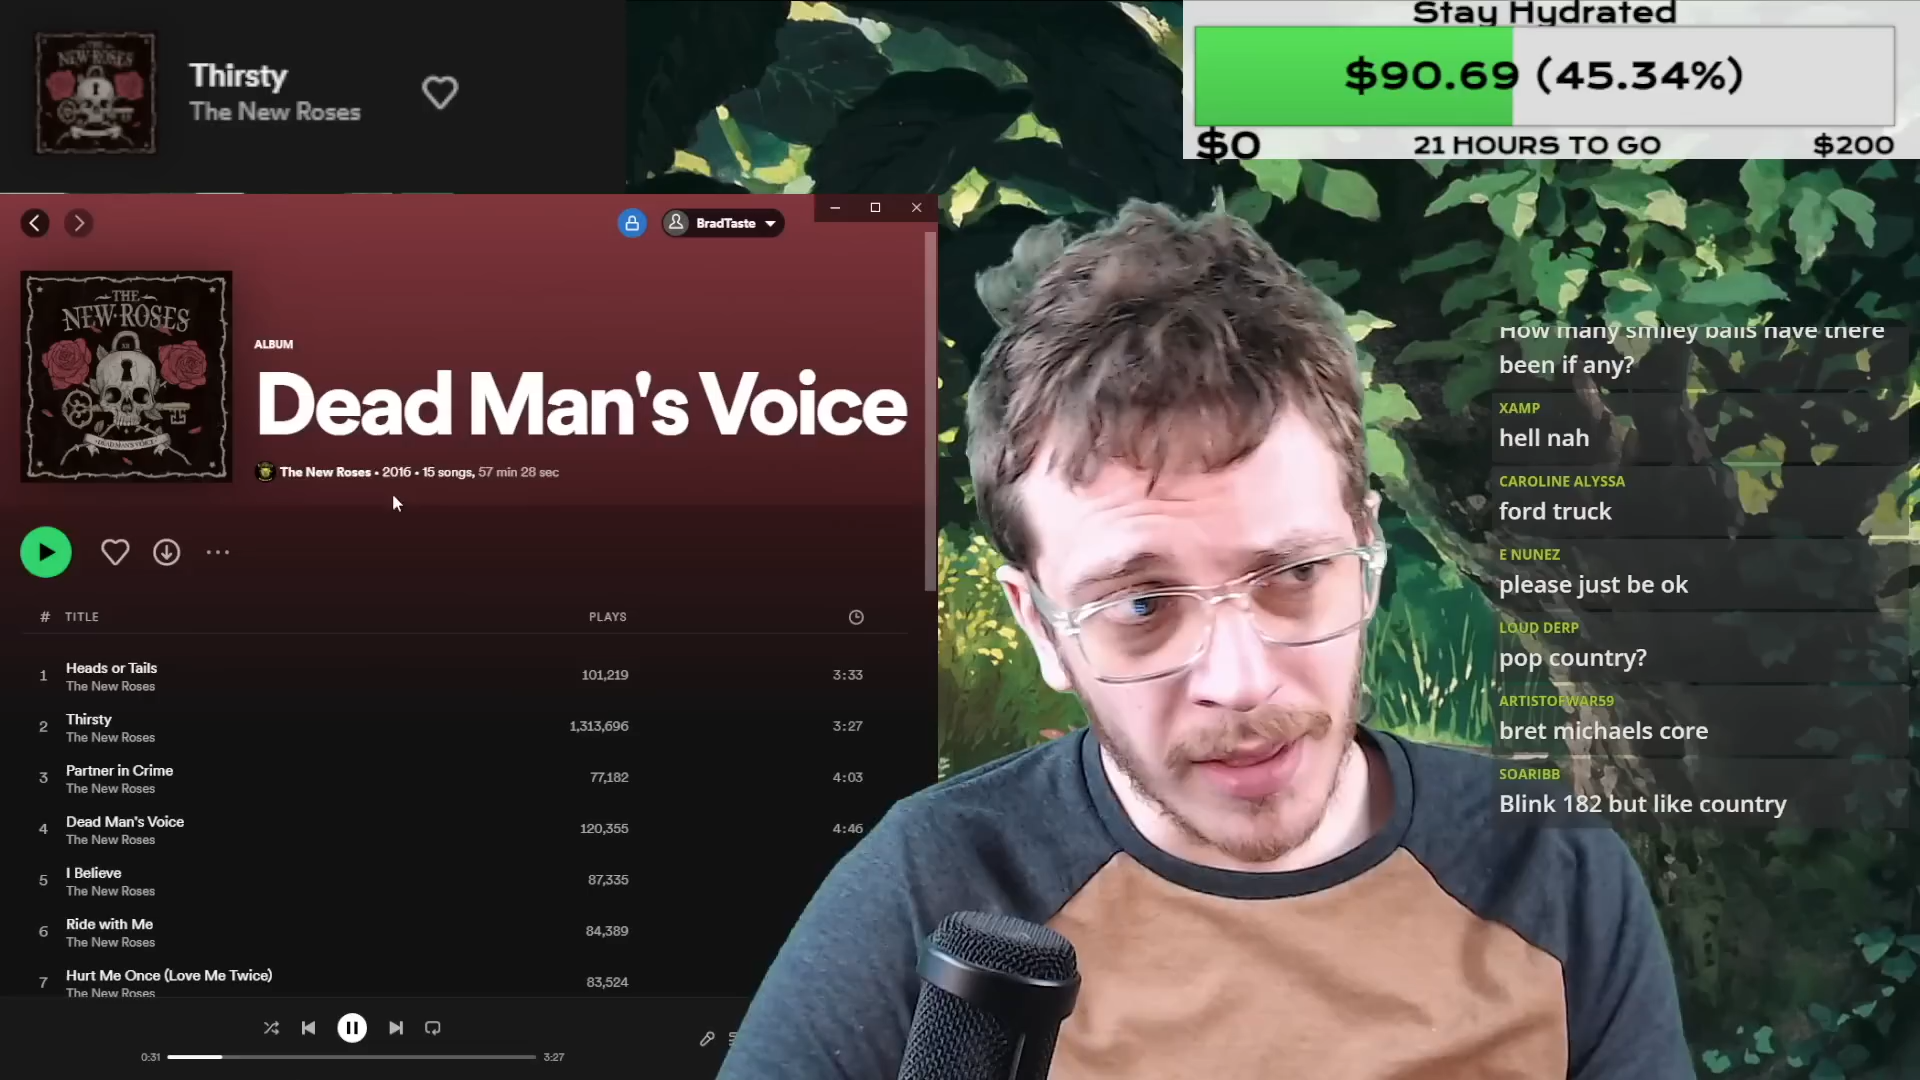 Thirsty
The New Roses
Stay Hydrated
$90.69 (45.34%)
$0
21 HOURS TO GO
$200
BradTaste
THE
NEW ROSES
DEAD MAN'S VOICE
ALBUM
Dead Man's Voice
The New Roses • 2016 • 15 songs, 57 min 28 sec
# TITLE PLAYS
1 Heads or Tails 101,219 3:33
The New Roses
2 Thirsty 1,313,696 3:27
The New Roses
3 Partner in Crime 77,182 4:03
The New Roses
4 Dead Man's Voice 120,355 4:46
The New Roses
5 I Believe 87,335
The New Roses
6 Ride with Me 84,389
The New Roses
7 Hurt Me Once (Love Me Twice) 83,524
The New Roses
0:31 3:27
How many smiley balls have there
been if any?
XAMP
hell nah
CAROLINE ALYSSA
ford truck
E NUNEZ
please just be ok
LOUD DERP
pop country?
ARTISTOFWAR59
bret michaels core
SOARIBB
Blink 182 but like country